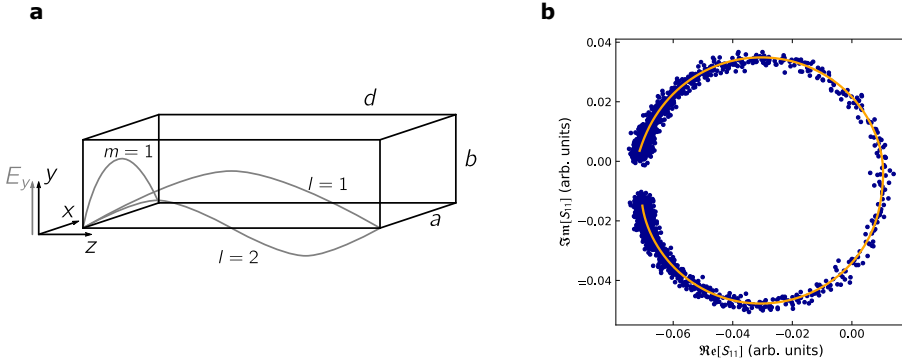 a
d
m = 1
b
E_y
y
l = 1
x
a
z
l = 2
b
0.04
0.02
0.00
−0.02
−0.04
𝕴𝖒[S₁₁] (arb. units)
−0.06 −0.04 −0.02 0.00
𝕽𝖊[S₁₁] (arb. units)